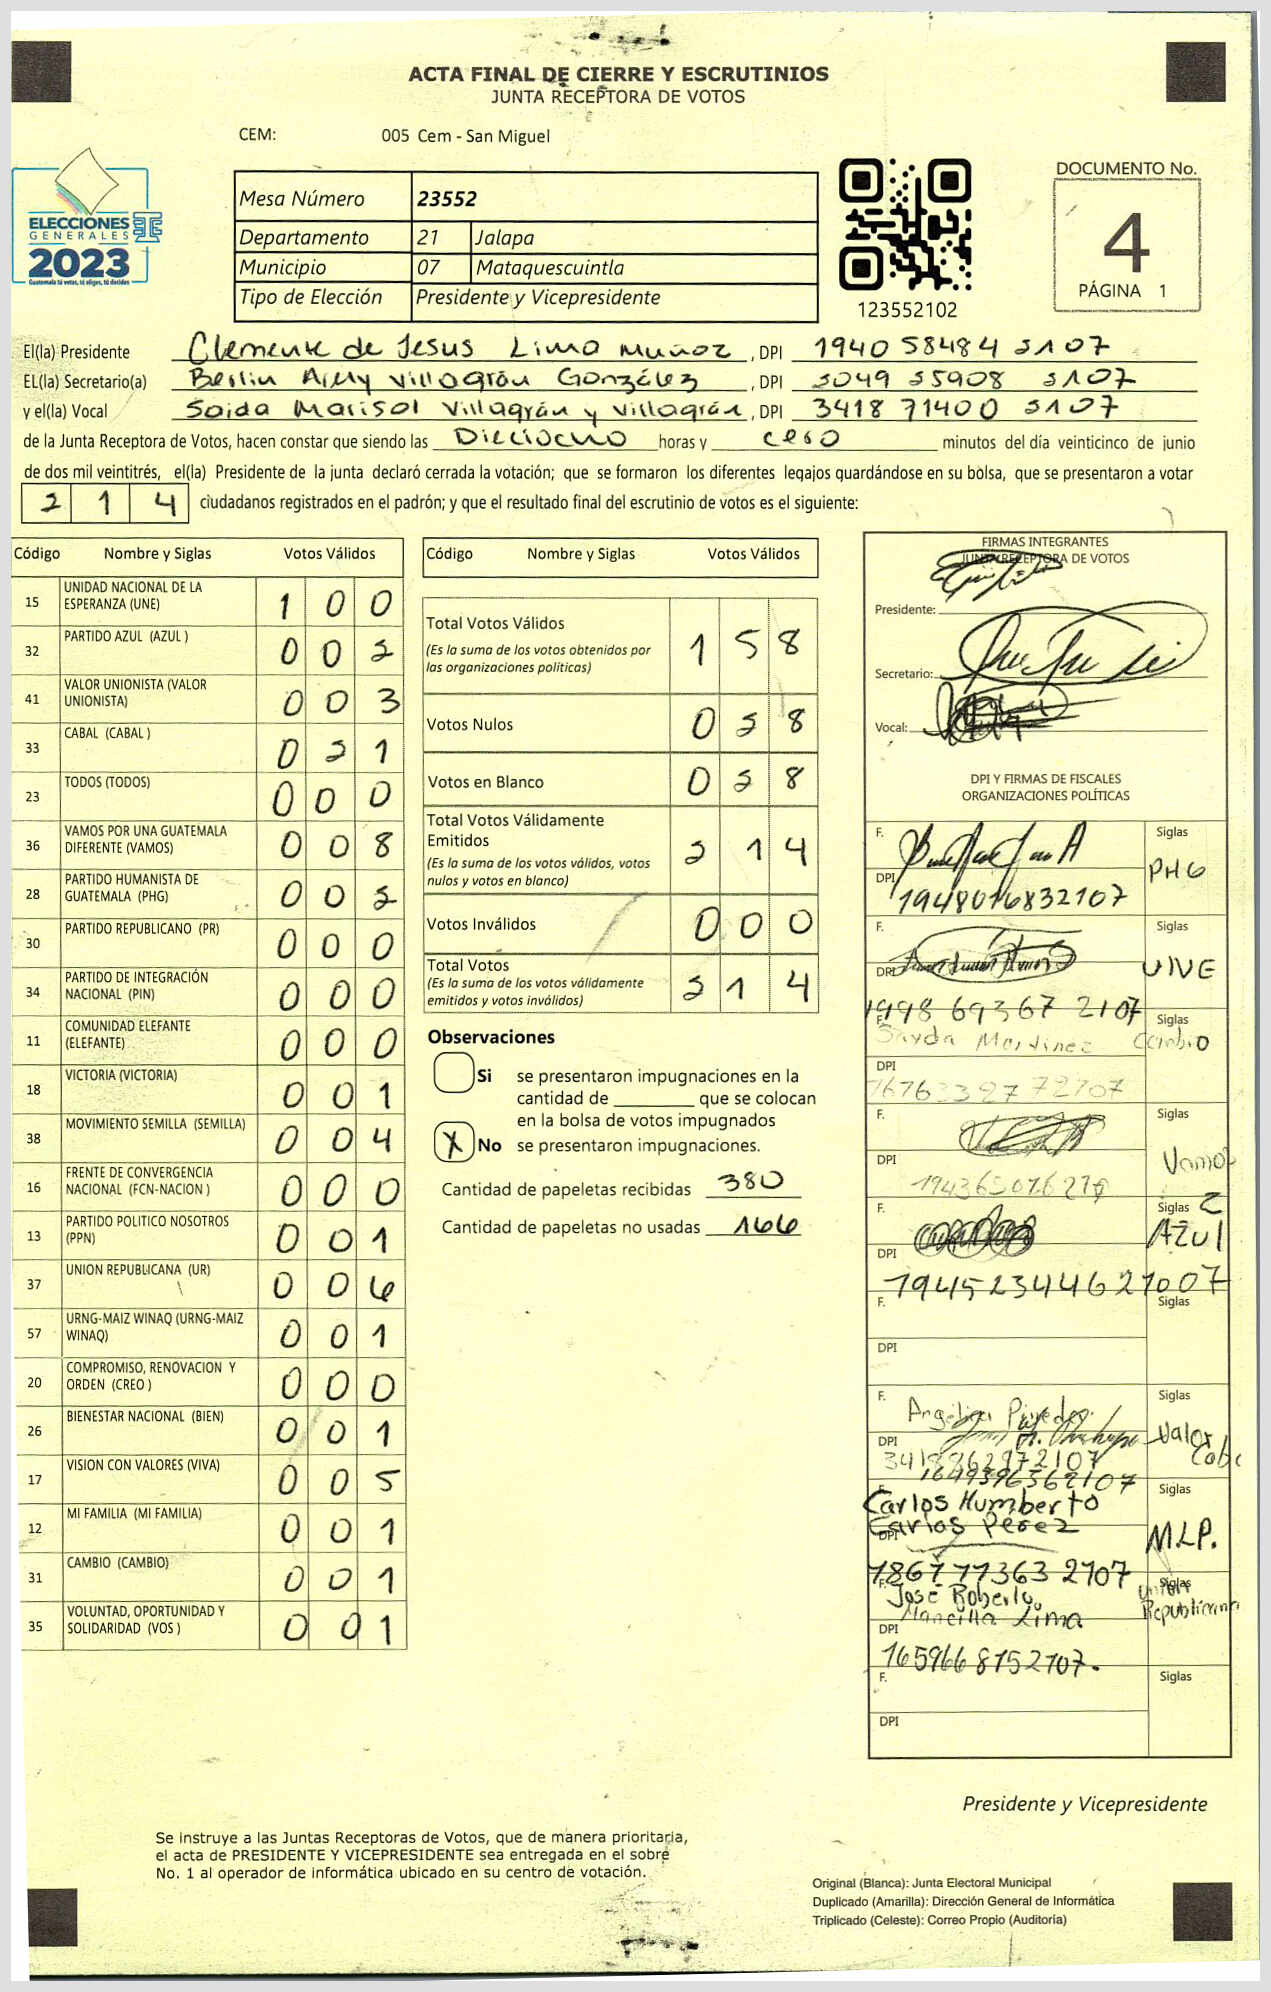 ACTA FINAL DE CIERRE Y ESCRUTINIOS
JUNTA RECEPTORA DE VOTOS
CEM: 005 Cem - San Miguel
ELECCIONES
GENERALES
2023
Guatemala tú votas, tú eliges, tú decides
Mesa Número 23552
Departamento 21 Jalapa
Municipio 07 Mataquescuintla
Tipo de Elección Presidente y Vicepresidente
123552102
DOCUMENTO No.
4
PÁGINA 1
El(la) Presidente Clemente de Jesus Lima Muñoz, DPI 1940 58484 2107
EL(la) Secretario(a) Berlin Arely Villagrán González, DPI 3049 25908 2107
y el(la) Vocal Saida Marisol Villagrán y Villagrán, DPI 3418 71400 2107
de la Junta Receptora de Votos, hacen constar que siendo las Dieciocho horas y cero minutos del día veinticinco de junio
de dos mil veintitrés, el(la) Presidente de la junta declaró cerrada la votación; que se formaron los diferentes legajos quardándose en su bolsa, que se presentaron a votar
2 1 4 ciudadanos registrados en el padrón; y que el resultado final del escrutinio de votos es el siguiente:
Código Nombre y Siglas Votos Válidos
15 UNIDAD NACIONAL DE LA ESPERANZA (UNE) 1 0 0
32 PARTIDO AZUL (AZUL ) 0 0 2
41 VALOR UNIONISTA (VALOR UNIONISTA) 0 0 3
33 CABAL (CABAL ) 0 2 1
23 TODOS (TODOS) 0 0 0
36 VAMOS POR UNA GUATEMALA DIFERENTE (VAMOS) 0 0 8
28 PARTIDO HUMANISTA DE GUATEMALA (PHG) 0 0 2
30 PARTIDO REPUBLICANO (PR) 0 0 0
34 PARTIDO DE INTEGRACIÓN NACIONAL (PIN) 0 0 0
11 COMUNIDAD ELEFANTE (ELEFANTE) 0 0 0
18 VICTORIA (VICTORIA) 0 0 1
38 MOVIMIENTO SEMILLA (SEMILLA) 0 0 4
16 FRENTE DE CONVERGENCIA NACIONAL (FCN-NACION ) 0 0 0
13 PARTIDO POLITICO NOSOTROS (PPN) 0 0 1
37 UNION REPUBLICANA (UR) 0 0 6
57 URNG-MAIZ WINAQ (URNG-MAIZ WINAQ) 0 0 1
20 COMPROMISO, RENOVACION Y ORDEN (CREO ) 0 0 0
26 BIENESTAR NACIONAL (BIEN) 0 0 1
17 VISION CON VALORES (VIVA) 0 0 5
12 MI FAMILIA (MI FAMILIA) 0 0 1
31 CAMBIO (CAMBIO) 0 0 1
35 VOLUNTAD, OPORTUNIDAD Y SOLIDARIDAD (VOS ) 0 0 1
Código Nombre y Siglas Votos Válidos
Total Votos Válidos 1 5 8
(Es la suma de los votos obtenidos por
las organizaciones políticas)
Votos Nulos 0 2 8
Votos en Blanco 0 2 8
Total Votos Válidamente
Emitidos 2 1 4
(Es la suma de los votos válidos, votos
nulos y votos en blanco)
Votos Inválidos 0 0 0
Total Votos 2 1 4
(Es la suma de los votos válidamente
emitidos y votos inválidos)
Observaciones
Si se presentaron impugnaciones en la
cantidad de ________ que se colocan
en la bolsa de votos impugnados
X No se presentaron impugnaciones.
Cantidad de papeletas recibidas 380
Cantidad de papeletas no usadas 166
FIRMAS INTEGRANTES
JUNTA RECEPTORA DE VOTOS
Presidente:
Secretario:
Vocal:
DPI Y FIRMAS DE FISCALES
ORGANIZACIONES POLÍTICAS
F. Siglas
PHG
DPI
F. Siglas
DPI VIVE
1998 69367 2107
F. Siglas
Sayda Martinez Cambio
DPI
F. Siglas
DPI Vamos
F. Siglas
Azul
DPI
F. Siglas
DPI
F. Siglas
Angélica
DPI Valor
3418962972107
1649396562107
F. Siglas
Carlos Humberto
Carlos Perez
DPI M.L.P.
1867773632107
F. Siglas
José Roberto Union
Mancilla Lima Republicana
DPI
1659668152107.
F. Siglas
DPI
Presidente y Vicepresidente
Se instruye a las Juntas Receptoras de Votos, que de manera prioritaria,
el acta de PRESIDENTE Y VICEPRESIDENTE sea entregada en el sobre
No. 1 al operador de informática ubicado en su centro de votación.
Original (Blanca): Junta Electoral Municipal
Duplicado (Amarilla): Dirección General de Informática
Triplicado (Celeste): Correo Propio (Auditoría)